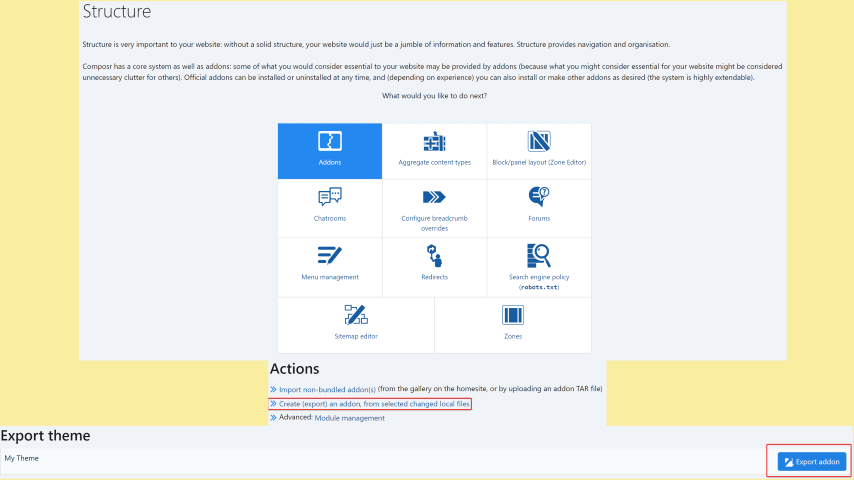 Structure
Structure is very important to your website: without a solid structure, your website would just be a jumble of information and features. Structure provides navigation and organisation.
Composr has a core system as well as addons: some of what you would consider essential to your website may be provided by addons (because what you might consider essential for your website might be considered
unnecessary clutter for others). Official addons can be installed or uninstalled at any time, and (depending on experience) you can also install or make other addons as desired (the system is highly extendable).
What would you like to do next?
Addons
Aggregate content types
Block/panel layout (Zone Editor)
Chatrooms
Configure breadcrumb
overrides
Forums
Menu management
Redirects
Search engine policy
(robots.txt)
Sitemap editor
Zones
Actions
Import non-bundled addon(s) (from the gallery on the homesite, or by uploading an addon TAR file)
Create (export) an addon, from selected changed local files
Advanced: Module management
Export theme
My Theme
Export addon